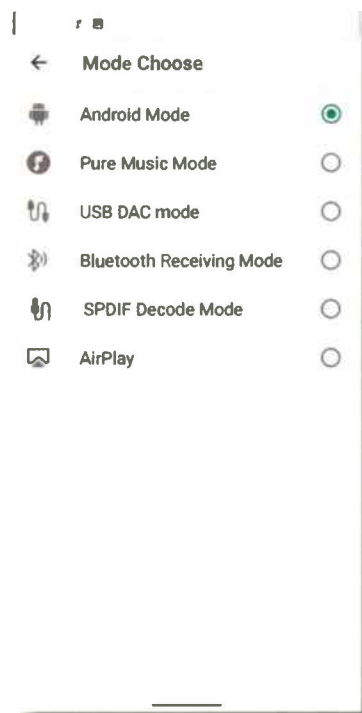 Mode Choose
Android Mode
Pure Music Mode
USB DAC mode
Bluetooth Receiving Mode
SPDIF Decode Mode
AirPlay